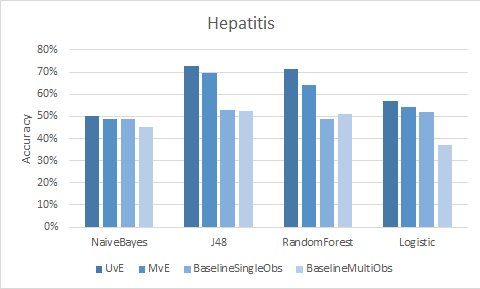 Hepatitis
80%
70%
60%
50%
40%
30%
20%
10%
0%
Accuracy
NaiveBayes J48 RandomForest Logistic
UvE MvE BaselineSingleObs BaselineMultiObs